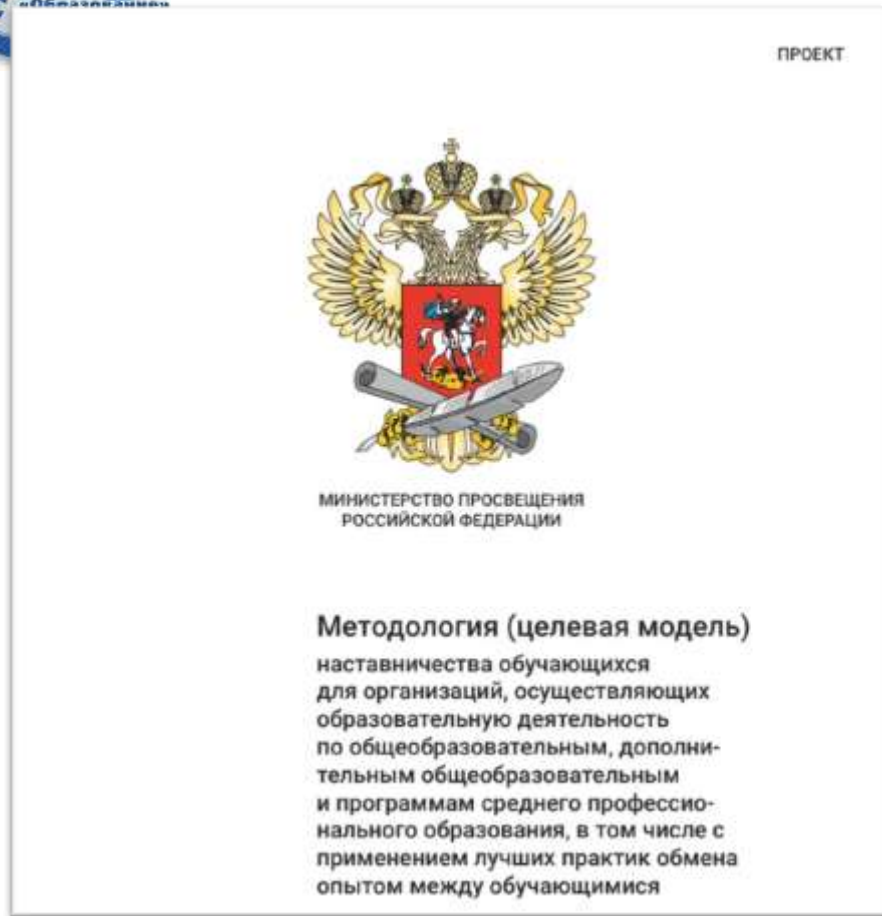 «Образование»
ПРОЕКТ
МИНИСТЕРСТВО ПРОСВЕЩЕНИЯ
РОССИЙСКОЙ ФЕДЕРАЦИИ
Методология (целевая модель)
наставничества обучающихся
для организаций, осуществляющих
образовательную деятельность
по общеобразовательным, дополни-
тельным общеобразовательным
и программам среднего профессио-
нального образования, в том числе с
применением лучших практик обмена
опытом между обучающимися